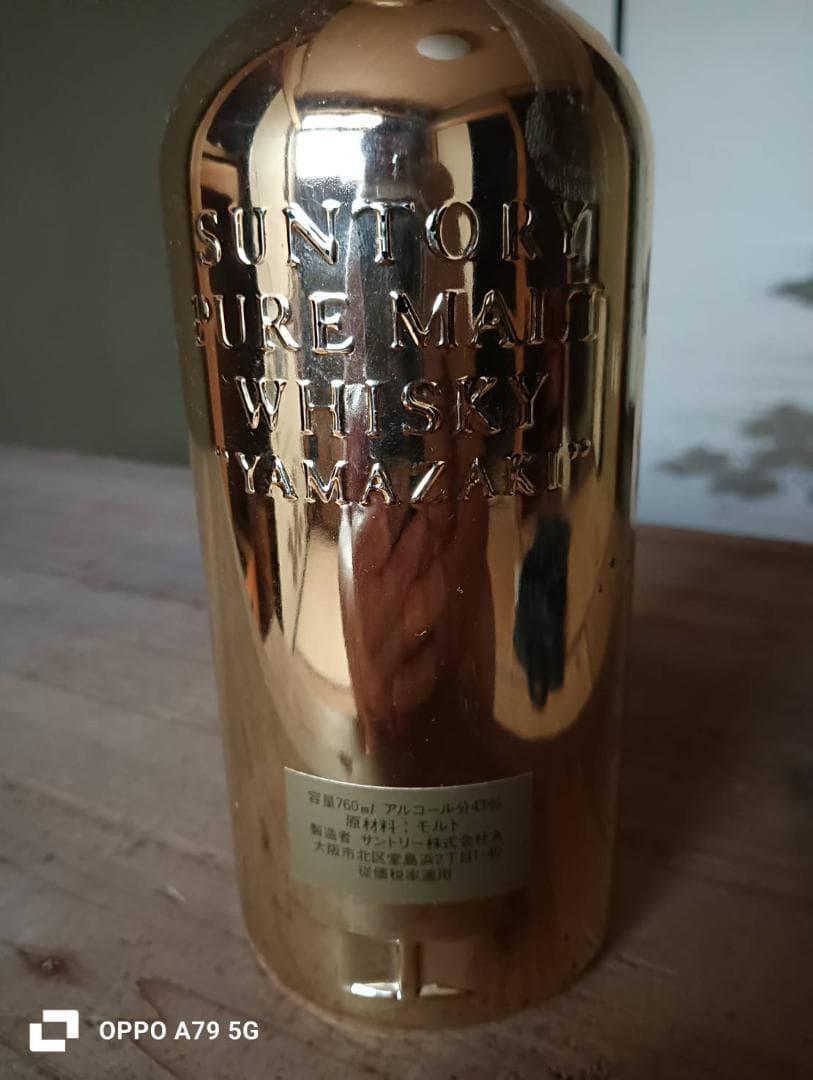 SUNTORY
PURE MALT
WHISKY
"YAMAZAKI"
容量760ml アルコール分43%
原材料：モルト
製造者 サントリー株式会社A
大阪市北区堂島浜2丁目1-40
従価税率適用
OPPO A79 5G